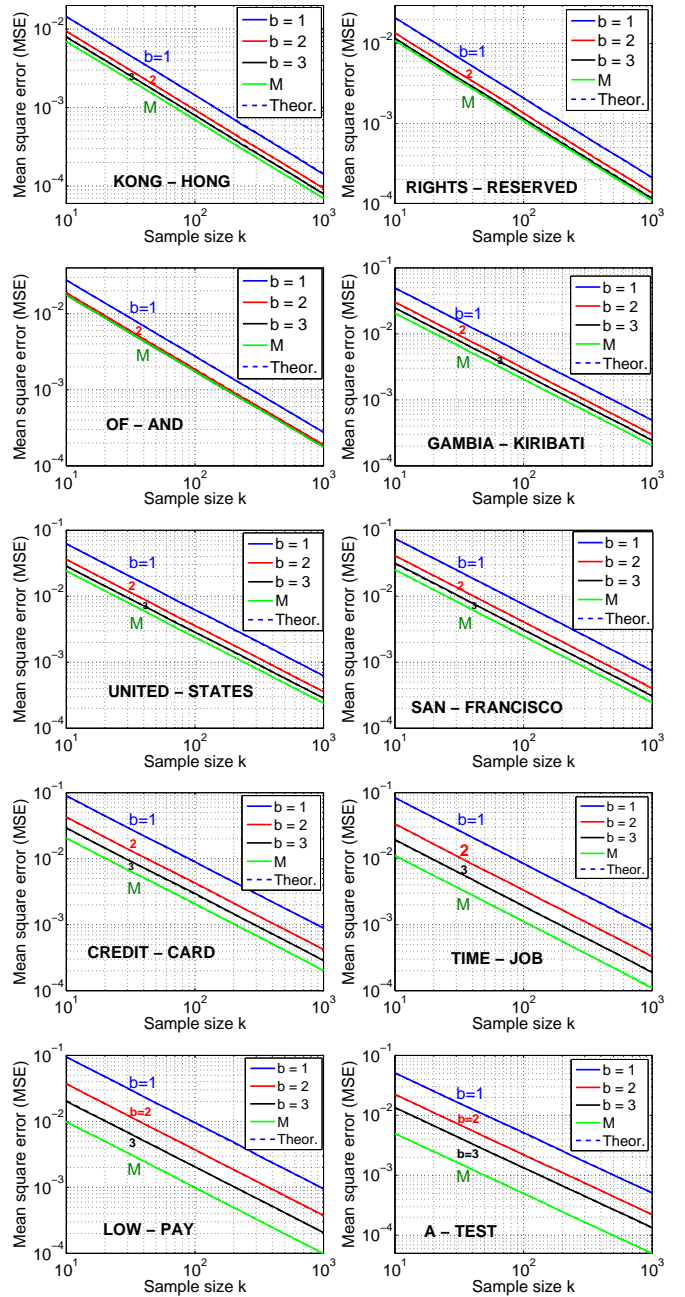 Mean square error (MSE)
10^-2
10^-3
10^-4
b=1
2
3
M
b = 1
b = 2
b = 3
M
Theor.
KONG – HONG
10^1 10^2 10^3
Sample size k
Mean square error (MSE)
10^-2
10^-3
10^-4
b=1
2
M
b = 1
b = 2
b = 3
M
Theor.
RIGHTS – RESERVED
10^1 10^2 10^3
Sample size k
Mean square error (MSE)
10^-2
10^-3
10^-4
b=1
2
M
b = 1
b = 2
b = 3
M
Theor.
OF – AND
10^1 10^2 10^3
Sample size k
Mean square error (MSE)
10^-1
10^-2
10^-3
10^-4
b=1
2
3
M
b = 1
b = 2
b = 3
M
Theor.
GAMBIA – KIRIBATI
10^1 10^2 10^3
Sample size k
Mean square error (MSE)
10^-1
10^-2
10^-3
10^-4
b=1
2
3
M
b = 1
b = 2
b = 3
M
Theor.
UNITED – STATES
10^1 10^2 10^3
Sample size k
Mean square error (MSE)
10^-1
10^-2
10^-3
10^-4
b=1
2
3
M
b = 1
b = 2
b = 3
M
Theor.
SAN – FRANCISCO
10^1 10^2 10^3
Sample size k
Mean square error (MSE)
10^-1
10^-2
10^-3
10^-4
b=1
2
3
M
b = 1
b = 2
b = 3
M
Theor.
CREDIT – CARD
10^1 10^2 10^3
Sample size k
Mean square error (MSE)
10^-1
10^-2
10^-3
10^-4
b=1
2
3
M
b = 1
b = 2
b = 3
M
Theor.
TIME – JOB
10^1 10^2 10^3
Sample size k
Mean square error (MSE)
10^-1
10^-2
10^-3
10^-4
b=1
b=2
3
M
b = 1
b = 2
b = 3
M
Theor.
LOW – PAY
10^1 10^2 10^3
Sample size k
Mean square error (MSE)
10^-1
10^-2
10^-3
10^-4
b=1
b=2
b=3
M
b = 1
b = 2
b = 3
M
Theor.
A – TEST
10^1 10^2 10^3
Sample size k